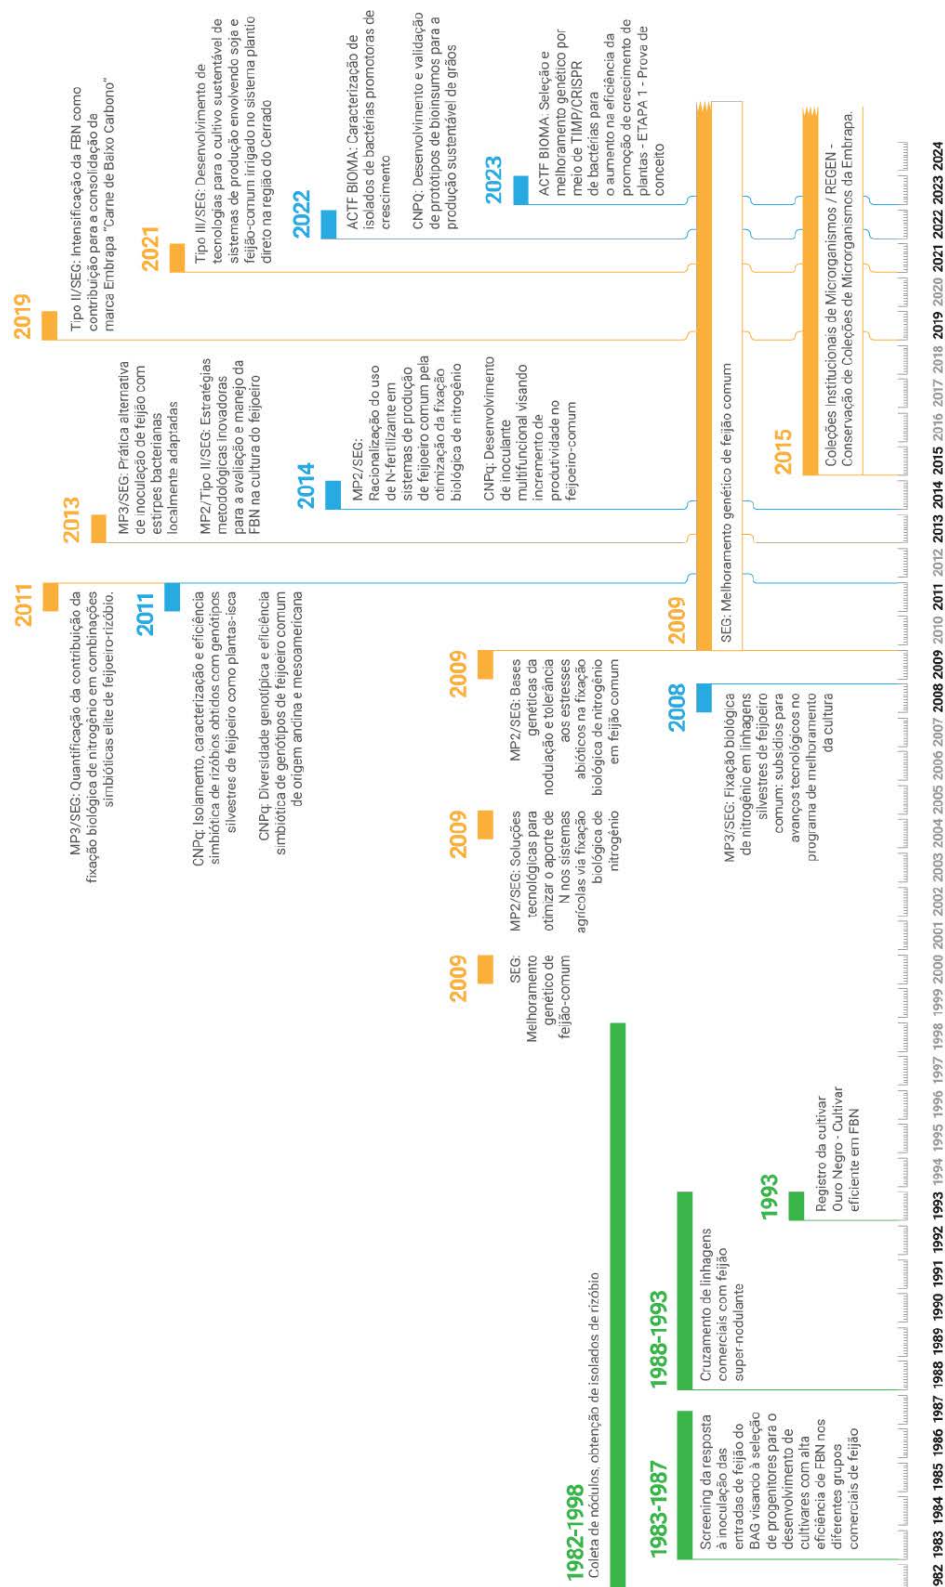 1982-1998
Coleta de nódulos, obtenção de isolados de rizóbio
1983-1987
Screening da resposta
à inoculação das
entradas de feijão do
BAG visando à seleção
de progenitores para o
desenvolvimento de
cultivares com alta
eficiência de FBN nos
diferentes grupos
comerciais de feijão
1988-1993
Cruzamento de linhagens
comerciais com feijão
super-nodulante
1993
Registro da cultivar
Ouro Negro - Cultivar
eficiente em FBN
2009
SEG:
Melhoramento
genético de
feijão-comum
2009
MP2/SEG: Soluções
tecnológicas para
otimizar o aporte de
N nos sistemas
agrícolas via fixação
biológica de
nitrogênio
2009
MP2/SEG: Bases
genéticas da
nodulação e tolerância
aos estresses
abióticos na fixação
biológica de nitrogênio
em feijão comum
2008
MP3/SEG: Fixação biológica
de nitrogênio em linhagens
silvestres de feijoeiro
comum: subsídios para
avanços tecnológicos no
programa de melhoramento
da cultura
2009
SEG: Melhoramento genético de feijão comum
2011
MP3/SEG: Quantificação da contribuição da
fixação biológica de nitrogênio em combinações
simbióticas elite de feijoeiro-rizóbio.
2011
CNPq: Isolamento, caracterização e eficiência
simbiótica de rizóbios obtidos com genótipos
silvestres de feijoeiro como plantas-isca
CNPq: Diversidade genotípica e eficiência
simbiótica de genótipos de feijoeiro comum
de origem andina e mesoamericana
2013
MP3/SEG: Prática alternativa
de inoculação de feijão com
estirpes bacterianas
localmente adaptadas
MP2/Tipo II/SEG: Estratégias
metodológicas inovadoras
para a avaliação e manejo da
FBN na cultura do feijoeiro
2014
MP2/SEG:
Racionalização do uso
de N-fertilizante em
sistemas de produção
de feijoeiro comum pela
otimização da fixação
biológica de nitrogênio
CNPq: Desenvolvimento
de inoculante
multifuncional visando
incremento de
produtividade no
feijoeiro-comum
2015
Coleções Institucionais de Microrganismos / REGEN -
Conservação de Coleções de Microrganismos da Embrapa.
2019
Tipo II/SEG: Intensificação da FBN como
contribuição para a consolidação da
marca Embrapa "Carne de Baixo Carbono"
2021
Tipo III/SEG: Desenvolvimento de
tecnologias para o cultivo sustentável de
sistemas de produção envolvendo soja e
feijão-comum irrigado no sistema plantio
direto na região do Cerrado
2022
ACTF BIOMA: Caracterização de
isolados de bactérias promotoras de
crescimento
CNPQ: Desenvolvimento e validação
de protótipos de bioinsumos para a
produção sustentável de grãos
2023
ACTF BIOMA: Seleção e
melhoramento genético por
meio de TIMP/CRISPR
de bactérias para
o aumento na eficiência da
promoção de crescimento de
plantas - ETAPA 1 - Prova de
conceito
982 1983 1984 1985 1986 1987 1988 1989 1990 1991 1992 1993 1994 1995 1996 1997 1998 1999 2000 2001 2002 2003 2004 2005 2006 2007 2008 2009 2010 2011 2012 2013 2014 2015 2016 2017 2018 2019 2020 2021 2022 2023 2024